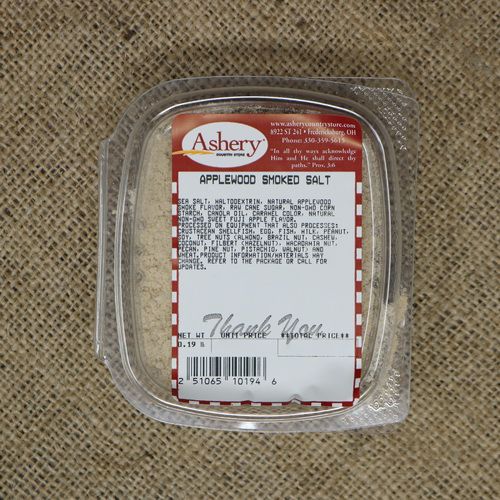 www.asherycountrystore.com
8922 ST 241 • Fredericksburg, OH
Phone: 330-359-5615
"In all thy ways acknowledge
Him and He shall direct thy
paths." Prov. 3:6
Ashery
COUNTRY STORE
APPLEWOOD SMOKED SALT
SEA SALT, MALTODEXTRIN, NATURAL APPLEWOOD
SMOKE FLAVOR, RAW CANE SUGAR, NON-GMO CORN
STARCH, CANOLA OIL, CARAMEL COLOR, NATURAL
NON-GMO SWEET FUJI APPLE FLAVOR.
PROCESSED ON EQUIPMENT THAT ALSO PROCESSES:
CRUSTACEAN SHELLFISH, EGG, FISH, MILK, PEANUT,
SOY, TREE NUTS (ALMOND, BRAZIL NUT, CASHEW,
COCONUT, FILBERT (HAZELNUT), MACADAMIA NUT,
PECAN, PINE NUT, PISTACHIO, WALNUT) AND
WHEAT.PRODUCT INFORMATION/MATERIALS MAY
CHANGE. REFER TO THE PACKAGE OR CALL FOR
UPDATES.
Thank You
NET WT UNIT PRICE **TOTAL PRICE**
0.19 lb
2 51065 10194 6